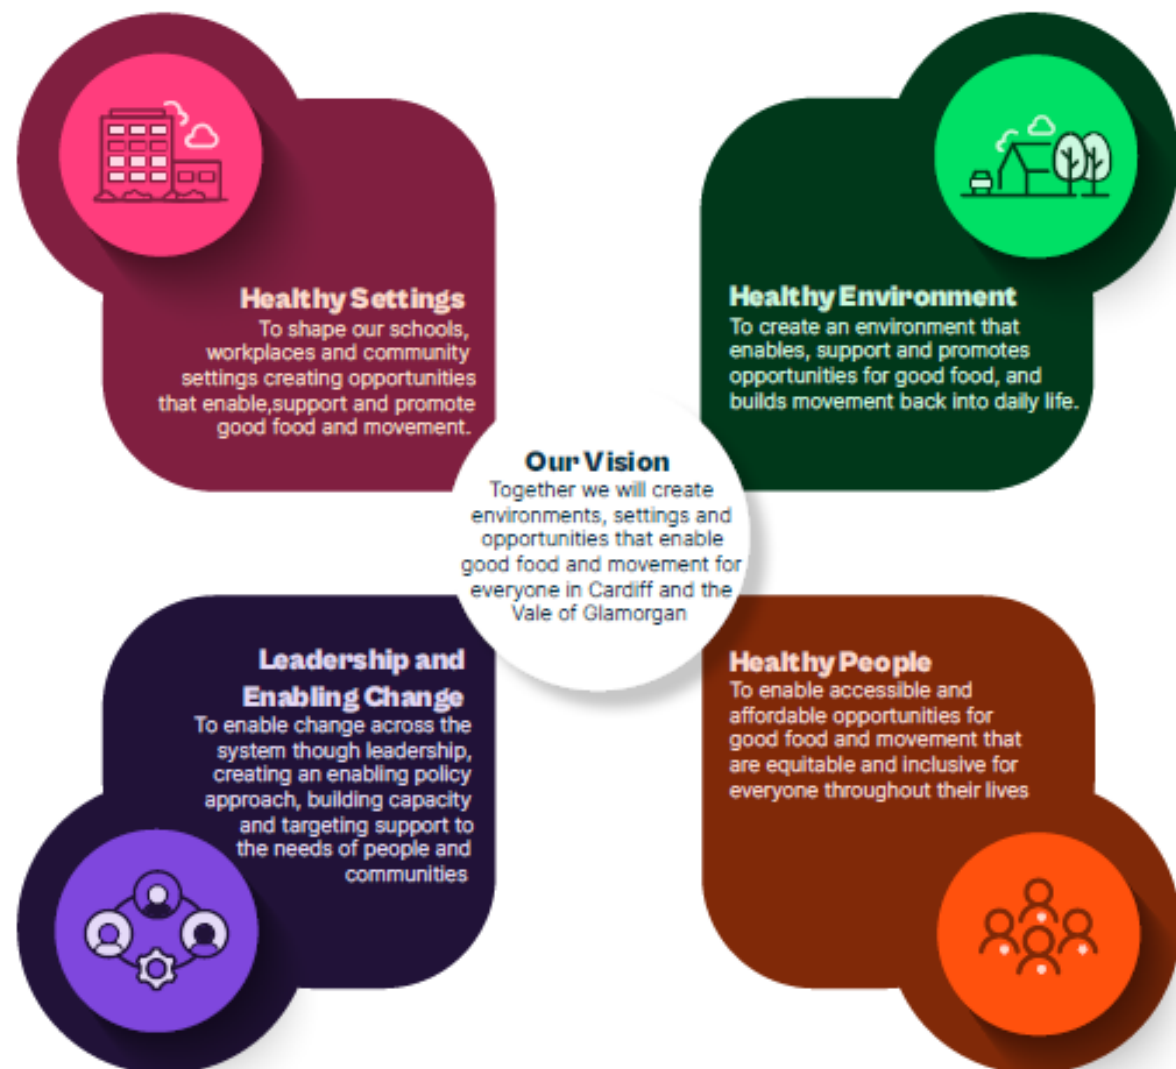 Healthy Settings
To shape our schools,
workplaces and community
settings creating opportunities
that enable,support and promote
good food and movement.
Healthy Environment
To create an environment that
enables, support and promotes
opportunities for good food, and
builds movement back into daily life.
Our Vision
Together we will create
environments, settings and
opportunities that enable
good food and movement for
everyone in Cardiff and the
Vale of Glamorgan
Leadership and
Enabling Change
To enable change across the
system though leadership,
creating an enabling policy
approach, building capacity
and targeting support to
the needs of people and
communities
Healthy People
To enable accessible and
affordable opportunities for
good food and movement that
are equitable and inclusive for
everyone throughout their lives